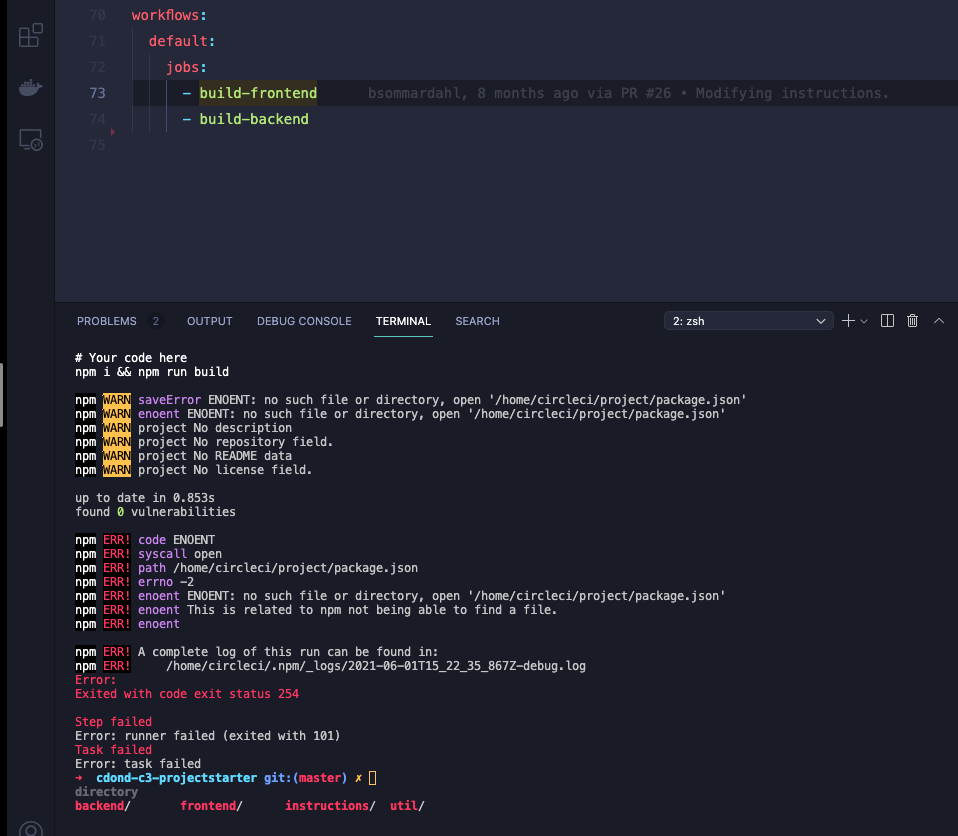 70 workflows:
71 default:
72 jobs:
73 - build-frontend bsommardahl, 8 months ago via PR #26 • Modifying instructions.
74 - build-backend
75
PROBLEMS 2 OUTPUT DEBUG CONSOLE TERMINAL SEARCH 2: zsh
# Your code here
npm i && npm run build
npm WARN saveError ENOENT: no such file or directory, open '/home/circleci/project/package.json'
npm WARN enoent ENOENT: no such file or directory, open '/home/circleci/project/package.json'
npm WARN project No description
npm WARN project No repository field.
npm WARN project No README data
npm WARN project No license field.
up to date in 0.853s
found 0 vulnerabilities
npm ERR! code ENOENT
npm ERR! syscall open
npm ERR! path /home/circleci/project/package.json
npm ERR! errno -2
npm ERR! enoent ENOENT: no such file or directory, open '/home/circleci/project/package.json'
npm ERR! enoent This is related to npm not being able to find a file.
npm ERR! enoent
npm ERR! A complete log of this run can be found in:
npm ERR! /home/circleci/.npm/_logs/2021-06-01T15_22_35_867Z-debug.log
Error:
Exited with code exit status 254
Step failed
Error: runner failed (exited with 101)
Task failed
Error: task failed
➜ cdond-c3-projectstarter git:(master) ✗
directory
backend/ frontend/ instructions/ util/